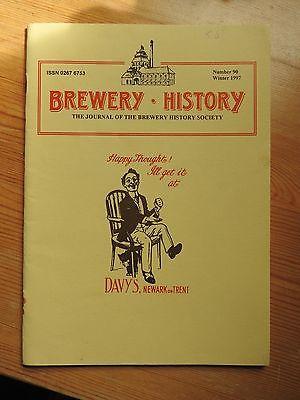 ISSN 0267 6753
Number 90
Winter 1997
BREWERY • HISTORY
THE JOURNAL OF THE BREWERY HISTORY SOCIETY
Happy Thought!
I'll get it
at
DAVY'S, NEWARK ON TRENT